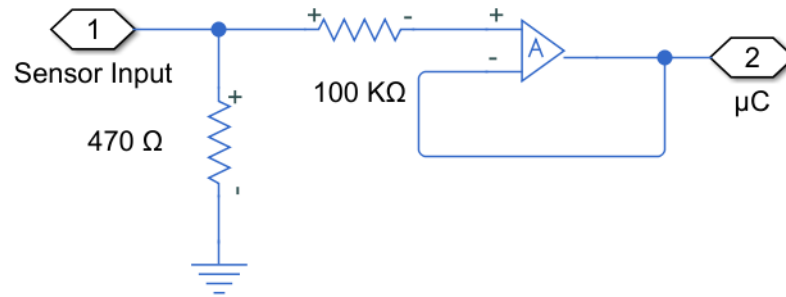 1
Sensor Input
+
-
100 KΩ
+
-
A
2
µC
+
470 Ω
-